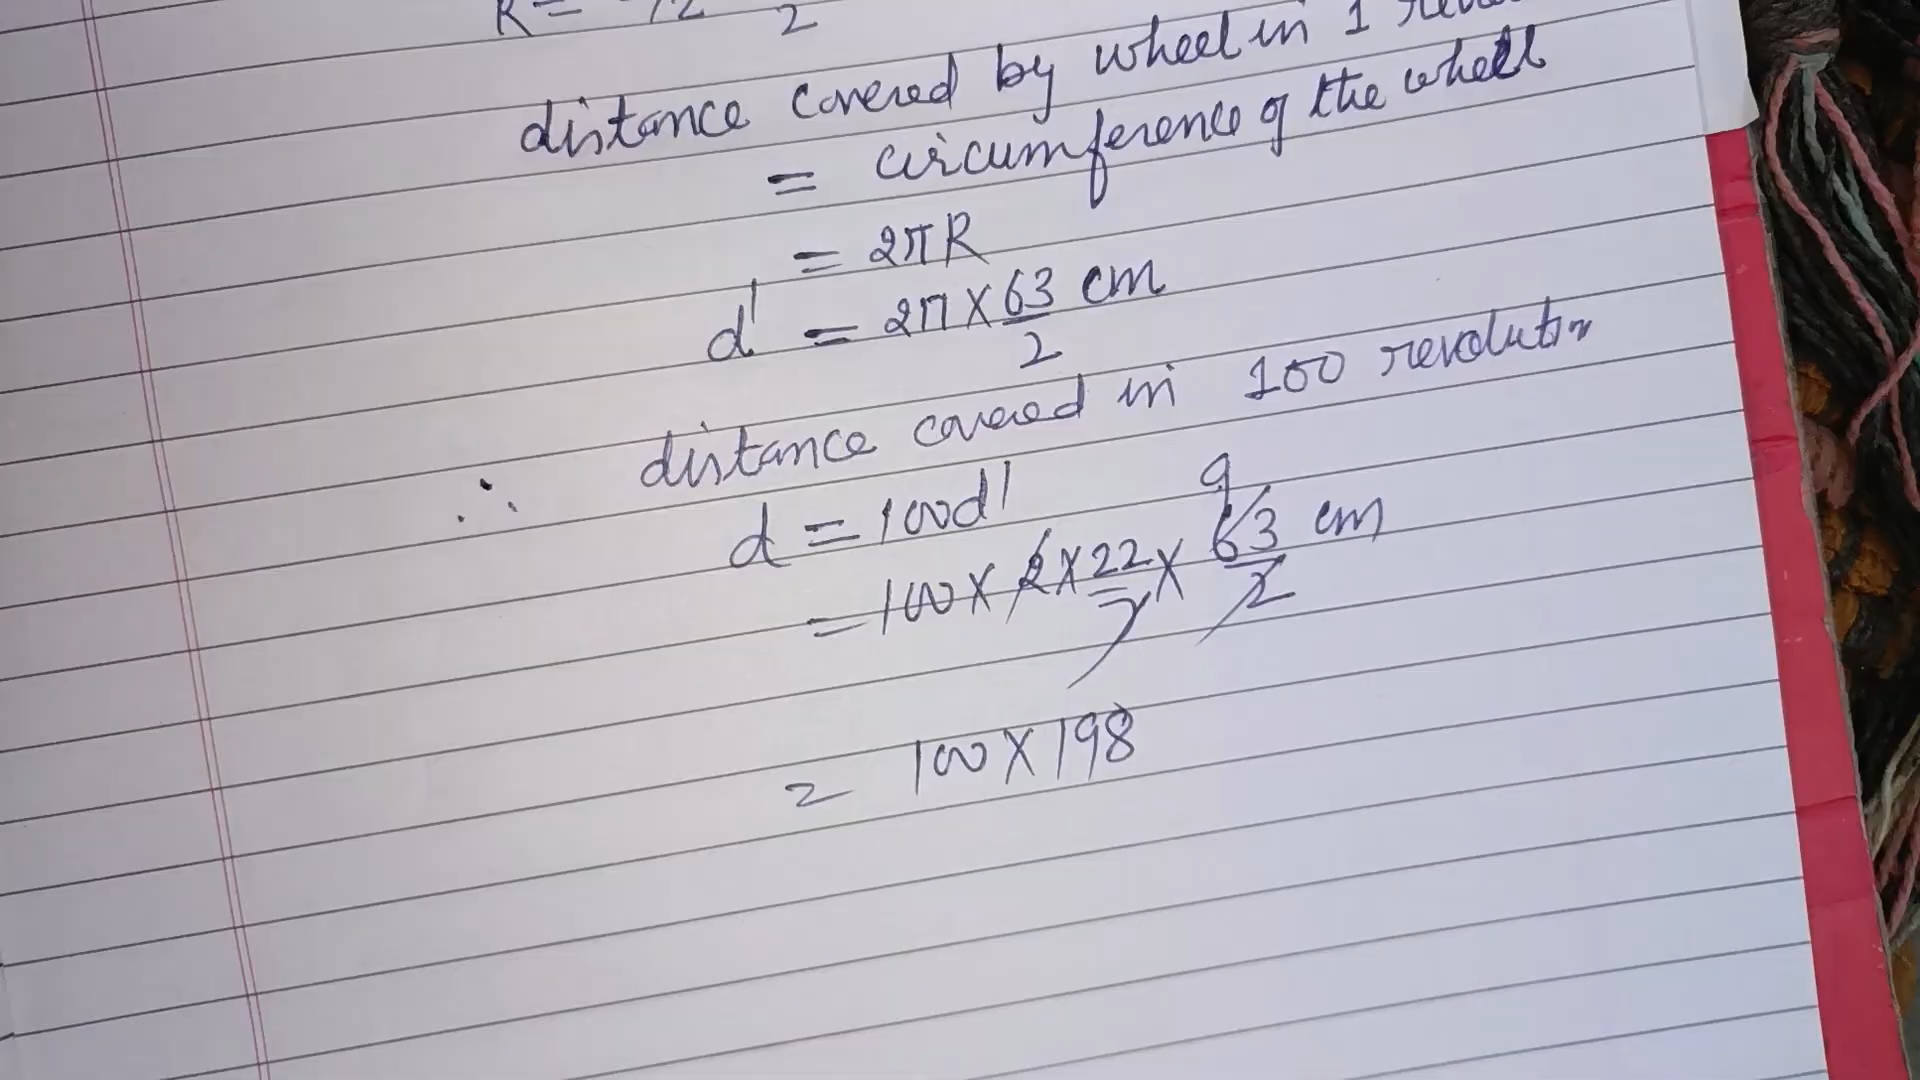 distance covered by wheel in 1
= circumference of the wheel
= 2πR
d' = 2π × 63/2 cm
∴ distance covered in 100 revolution
d = 100d'
9
= 100 × 2 × 22/7 × 63/2 cm
= 100 × 198